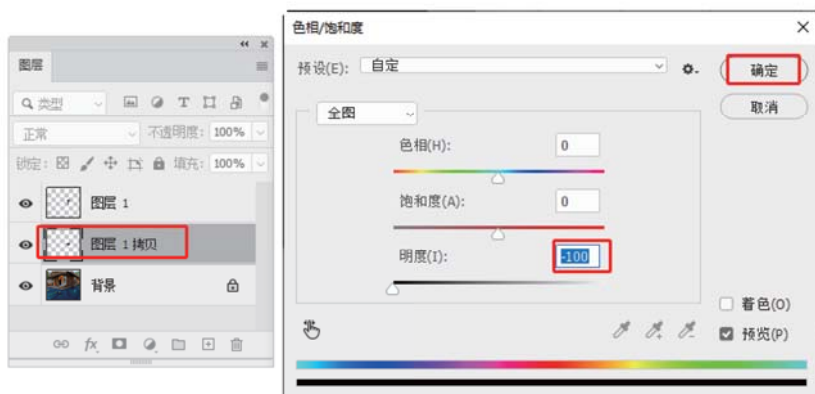 图层
类型
正常
不透明度: 100%
锁定:
填充: 100%
图层 1
图层 1 拷贝
背景
fx
色相/饱和度
预设(E): 自定
确定
取消
全图
色相(H): 0
饱和度(A): 0
明度(I): -100
着色(O)
预览(P)